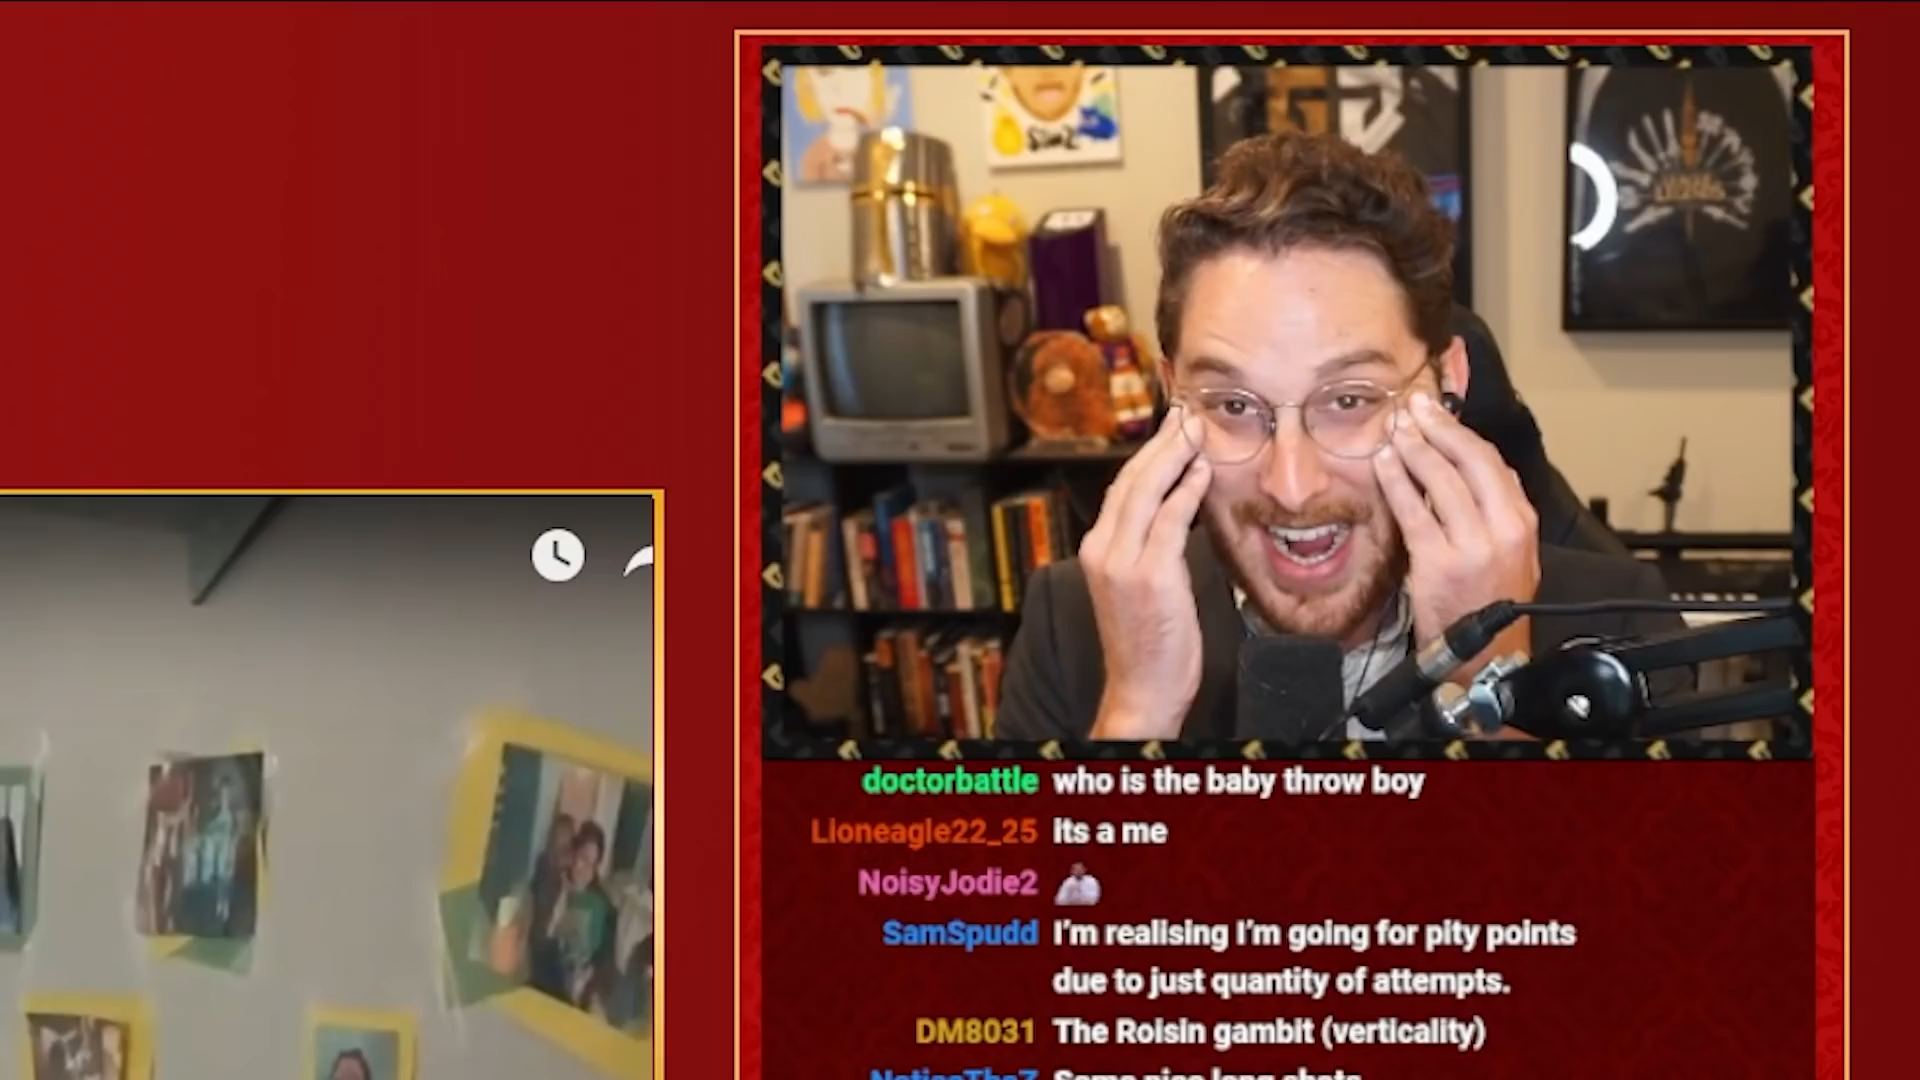 doctorbattle who is the baby throw boy
Lioneagle22_25 Its a me
NoisyJodie2
SamSpudd I'm realising I'm going for pity points
due to just quantity of attempts.
DM8031 The Roisin gambit (verticality)